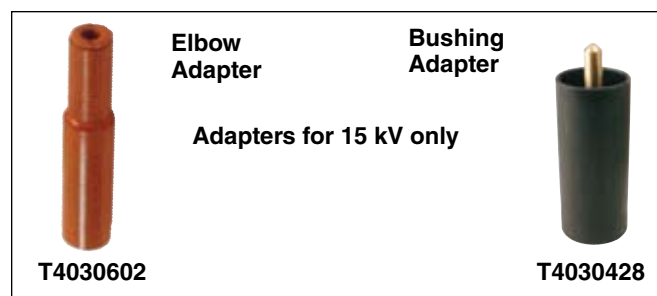 Elbow
Adapter
Bushing
Adapter
Adapters for 15 kV only
T4030602
T4030428